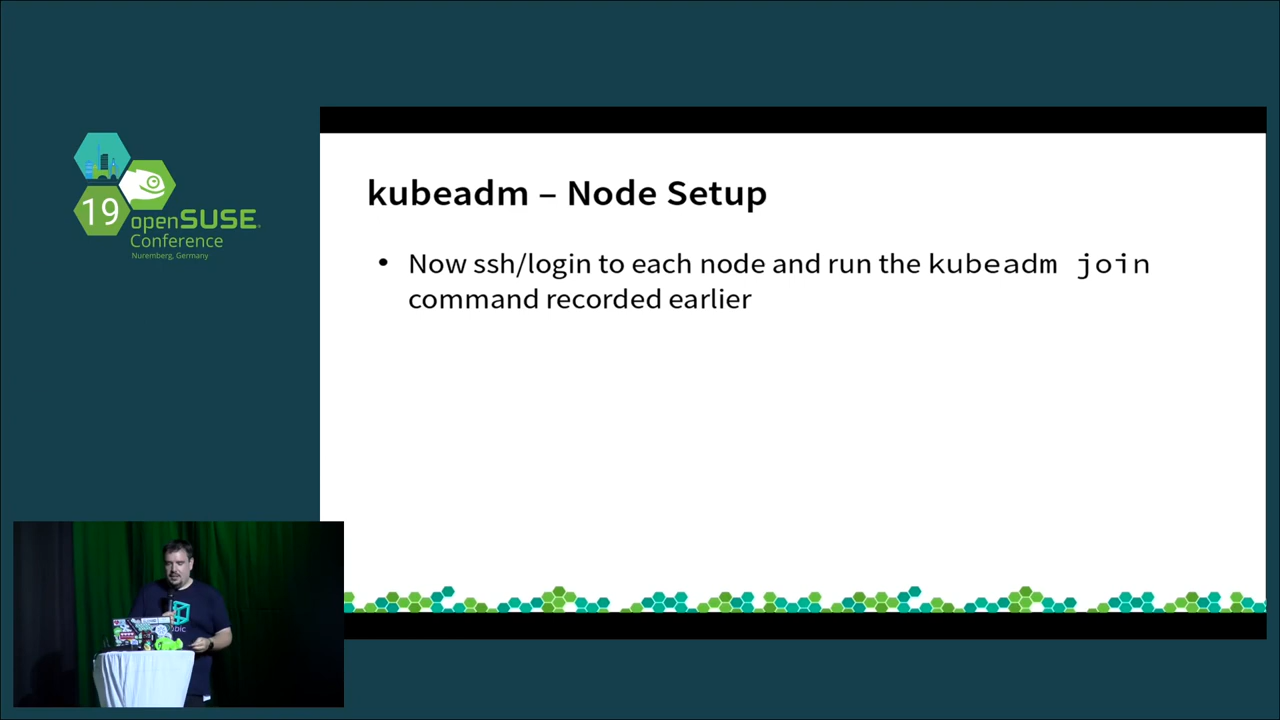 19
openSUSE
Conference
Nuremberg, Germany
kubeadm – Node Setup
• Now ssh/login to each node and run the kubeadm join
command recorded earlier